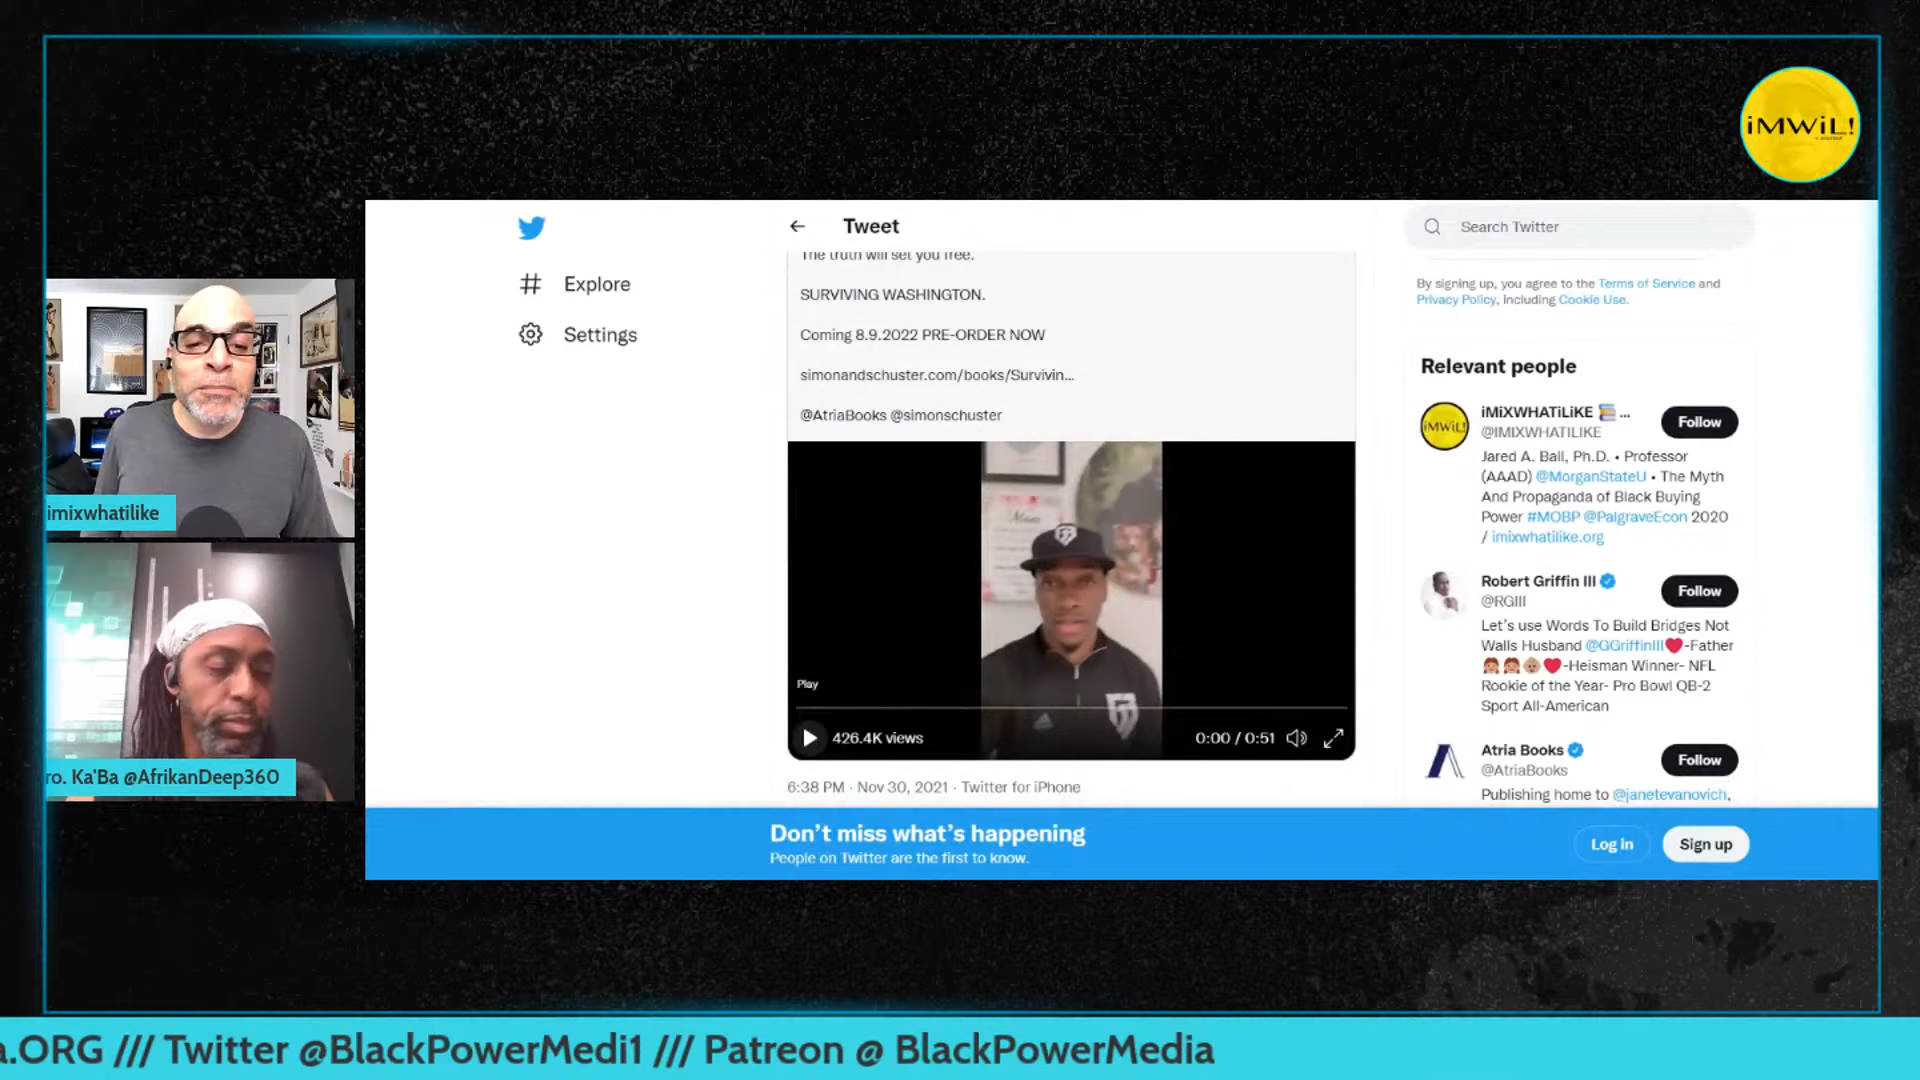 iMWiL!
Tweet
Search Twitter
Explore
Settings
The truth will set you free.
SURVIVING WASHINGTON.
Coming 8.9.2022 PRE-ORDER NOW
simonandschuster.com/books/Survivin...
@AtriaBooks @simonschuster
Play
426.4K views
0:00 / 0:51
6:38 PM · Nov 30, 2021 · Twitter for iPhone
By signing up, you agree to the Terms of Service and
Privacy Policy, including Cookie Use.
Relevant people
iMWiL!
iMiXWHATiLiKE 📚 ...
@IMIXWHATILIKE
Follow
Jared A. Ball, Ph.D. • Professor
(AAAD) @MorganStateU • The Myth
And Propaganda of Black Buying
Power #MOBP @PalgraveEcon 2020
/ imixwhatilike.org
Robert Griffin III
@RGIII
Follow
Let's use Words To Build Bridges Not
Walls Husband @GGriffinIII❤️-Father
👧👧👶❤️-Heisman Winner- NFL
Rookie of the Year- Pro Bowl QB-2
Sport All-American
Atria Books
@AtriaBooks
Follow
Publishing home to @janetevanovich,
imixwhatilike
ro. Ka'Ba @AfrikanDeep360
Don't miss what's happening
People on Twitter are the first to know.
Log in
Sign up
a.ORG /// Twitter @BlackPowerMedi1 /// Patreon @ BlackPowerMedia